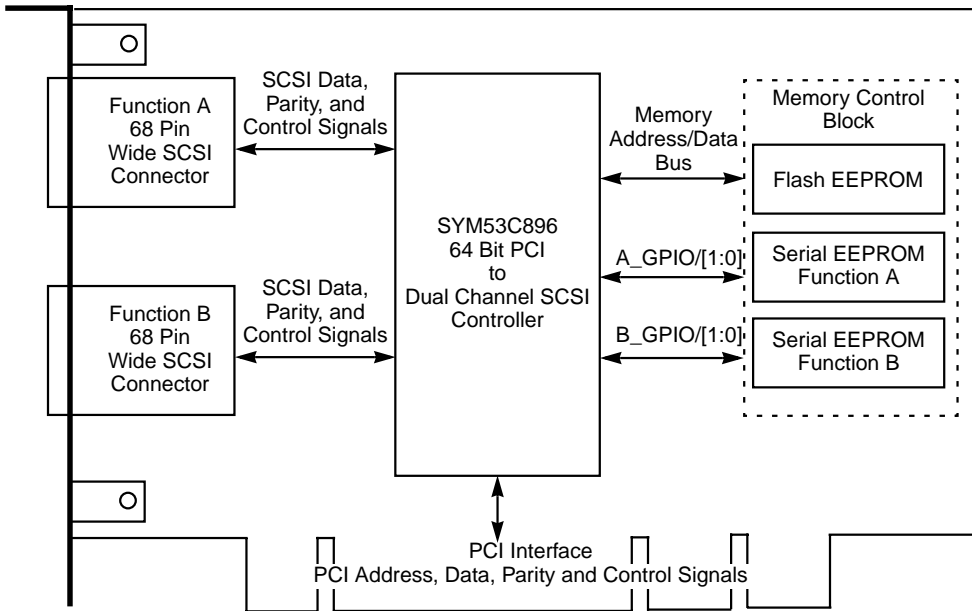 Function A
68 Pin
Wide SCSI
Connector
SCSI Data,
Parity, and
Control Signals
Function B
68 Pin
Wide SCSI
Connector
SCSI Data,
Parity, and
Control Signals
SYM53C896
64 Bit PCI
to
Dual Channel SCSI
Controller
Memory
Address/Data
Bus
A_GPIO/[1:0]
B_GPIO/[1:0]
Memory Control
Block
Flash EEPROM
Serial EEPROM
Function A
Serial EEPROM
Function B
PCI Interface
PCI Address, Data, Parity and Control Signals